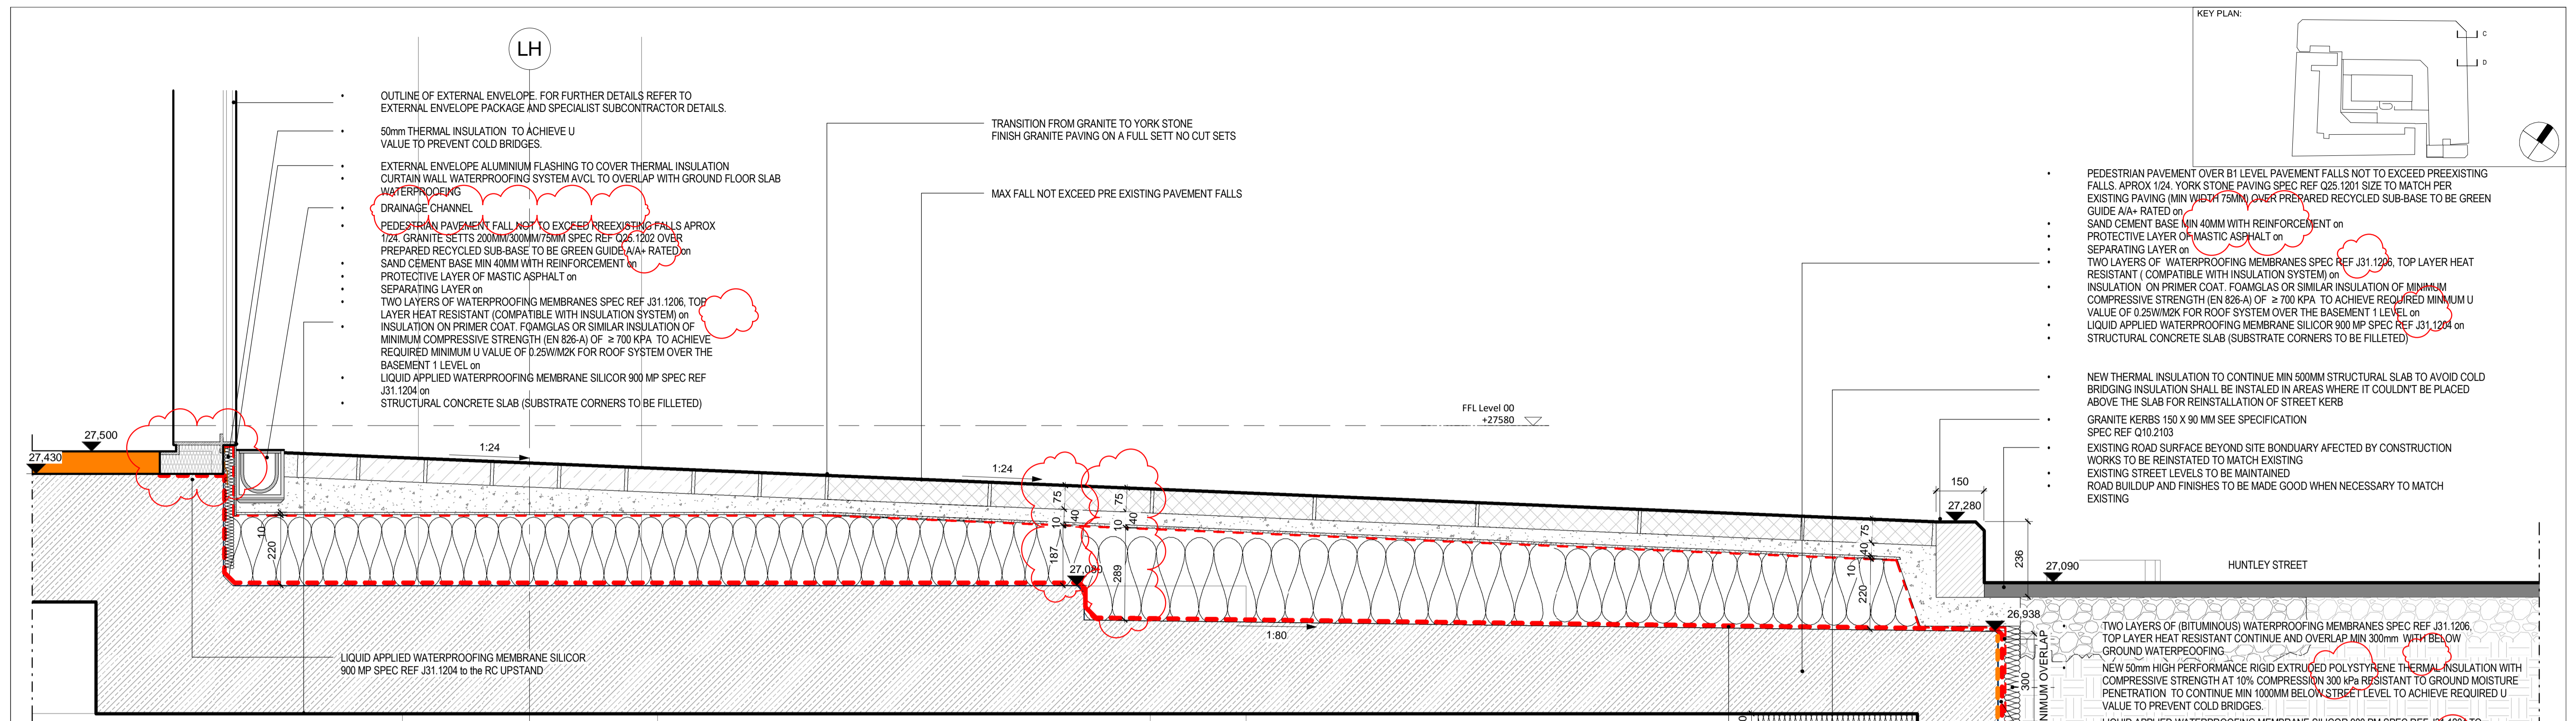 KEY PLAN:
C
D
LH
• OUTLINE OF EXTERNAL ENVELOPE. FOR FURTHER DETAILS REFER TO
EXTERNAL ENVELOPE PACKAGE AND SPECIALIST SUBCONTRACTOR DETAILS.
• 50mm THERMAL INSULATION TO ACHIEVE U
VALUE TO PREVENT COLD BRIDGES.
• EXTERNAL ENVELOPE ALUMINIUM FLASHING TO COVER THERMAL INSULATION
• CURTAIN WALL WATERPROOFING SYSTEM AVCL TO OVERLAP WITH GROUND FLOOR SLAB
WATERPROOFING
• DRAINAGE CHANNEL
• PEDESTRIAN PAVEMENT FALL NOT TO EXCEED PREEXISTING FALLS APROX
1/24. GRANITE SETTS 200MM/300MM/75MM SPEC REF Q25.1202 OVER
PREPARED RECYCLED SUB-BASE TO BE GREEN GUIDE A/A+ RATED on
• SAND CEMENT BASE MIN 40MM WITH REINFORCEMENT on
• PROTECTIVE LAYER OF MASTIC ASPHALT on
• SEPARATING LAYER on
• TWO LAYERS OF WATERPROOFING MEMBRANES SPEC REF J31.1206, TOP
LAYER HEAT RESISTANT (COMPATIBLE WITH INSULATION SYSTEM) on
• INSULATION ON PRIMER COAT. FOAMGLAS OR SIMILAR INSULATION OF
MINIMUM COMPRESSIVE STRENGTH (EN 826-A) OF ≥ 700 KPA TO ACHIEVE
REQUIRED MINIMUM U VALUE OF 0.25W/M2K FOR ROOF SYSTEM OVER THE
BASEMENT 1 LEVEL on
• LIQUID APPLIED WATERPROOFING MEMBRANE SILICOR 900 MP SPEC REF
J31.1204 on
• STRUCTURAL CONCRETE SLAB (SUBSTRATE CORNERS TO BE FILLETED)
TRANSITION FROM GRANITE TO YORK STONE
FINISH GRANITE PAVING ON A FULL SETT NO CUT SETS
MAX FALL NOT EXCEED PRE EXISTING PAVEMENT FALLS
• PEDESTRIAN PAVEMENT OVER B1 LEVEL PAVEMENT FALLS NOT TO EXCEED PREEXISTING
FALLS. APROX 1/24. YORK STONE PAVING SPEC REF Q25.1201 SIZE TO MATCH PER
EXISTING PAVING (MIN WIDTH 75MM) OVER PREPARED RECYCLED SUB-BASE TO BE GREEN
GUIDE A/A+ RATED on
• SAND CEMENT BASE MIN 40MM WITH REINFORCEMENT on
• PROTECTIVE LAYER OF MASTIC ASPHALT on
• SEPARATING LAYER on
• TWO LAYERS OF WATERPROOFING MEMBRANES SPEC REF J31.1206, TOP LAYER HEAT
RESISTANT ( COMPATIBLE WITH INSULATION SYSTEM) on
• INSULATION ON PRIMER COAT. FOAMGLAS OR SIMILAR INSULATION OF MINIMUM
COMPRESSIVE STRENGTH (EN 826-A) OF ≥ 700 KPA TO ACHIEVE REQUIRED MINMUM U
VALUE OF 0.25W/M2K FOR ROOF SYSTEM OVER THE BASEMENT 1 LEVEL on
• LIQUID APPLIED WATERPROOFING MEMBRANE SILICOR 900 MP SPEC REF J31.1204 on
• STRUCTURAL CONCRETE SLAB (SUBSTRATE CORNERS TO BE FILLETED)
• NEW THERMAL INSULATION TO CONTINUE MIN 500MM STRUCTURAL SLAB TO AVOID COLD
BRIDGING INSULATION SHALL BE INSTALED IN AREAS WHERE IT COULDN'T BE PLACED
ABOVE THE SLAB FOR REINSTALLATION OF STREET KERB
• GRANITE KERBS 150 X 90 MM SEE SPECIFICATION
SPEC REF Q10.2103
• EXISTING ROAD SURFACE BEYOND SITE BONDUARY AFECTED BY CONSTRUCTION
WORKS TO BE REINSTATED TO MATCH EXISTING
• EXISTING STREET LEVELS TO BE MAINTAINED
• ROAD BUILDUP AND FINISHES TO BE MADE GOOD WHEN NECESSARY TO MATCH
EXISTING
FFL Level 00
+27580
27,500
27,430
1:24
1:24
75
75
40
40
10
10
187
289
27,080
10
220
75
40
10
220
150
27,280
236
27,090
HUNTLEY STREET
26,938
1:80
LIQUID APPLIED WATERPROOFING MEMBRANE SILICOR
900 MP SPEC REF J31.1204 to the RC UPSTAND
300
OVERLAP
• TWO LAYERS OF (BITUMINOUS) WATERPROOFING MEMBRANES SPEC REF J31.1206,
TOP LAYER HEAT RESISTANT CONTINUE AND OVERLAP MIN 300mm WITH BELOW
GROUND WATERPEOOFING
• NEW 50mm HIGH PERFORMANCE RIGID EXTRUDED POLYSTYRENE THERMAL INSULATION WITH
COMPRESSIVE STRENGTH AT 10% COMPRESSION 300 kPa RESISTANT TO GROUND MOISTURE
PENETRATION TO CONTINUE MIN 1000MM BELOW STREET LEVEL TO ACHIEVE REQUIRED U
VALUE TO PREVENT COLD BRIDGES.